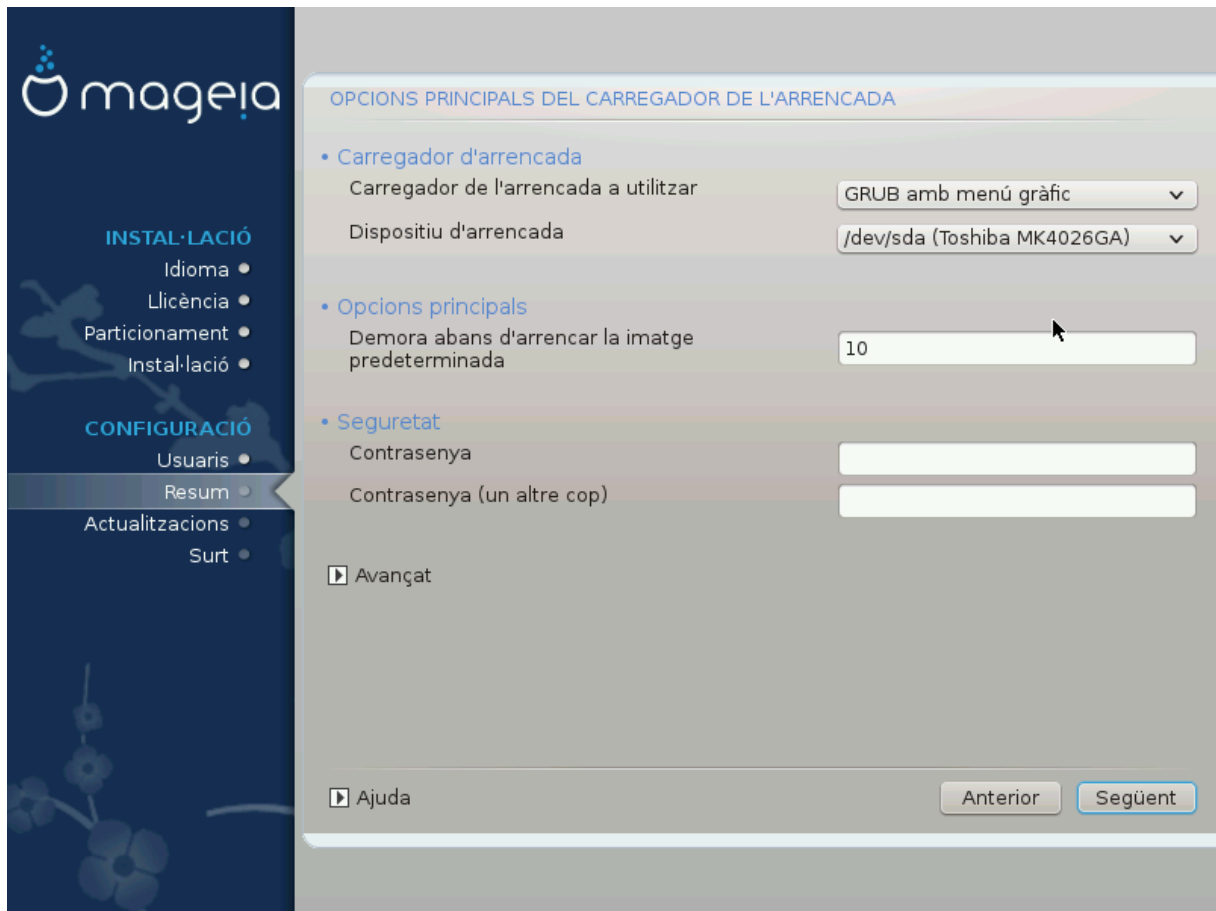 mageia
INSTAL·LACIÓ
Idioma
Llicència
Particionament
Instal·lació
CONFIGURACIÓ
Usuaris
Resum
Actualitzacions
Surt
OPCIONS PRINCIPALS DEL CARREGADOR DE L'ARRENCADA
• Carregador d'arrencada
Carregador de l'arrencada a utilitzar
GRUB amb menú gràfic
Dispositiu d'arrencada
/dev/sda (Toshiba MK4026GA)
• Opcions principals
Demora abans d'arrencar la imatge
predeterminada
10
• Seguretat
Contrasenya
Contrasenya (un altre cop)
Avançat
Ajuda
Anterior
Següent